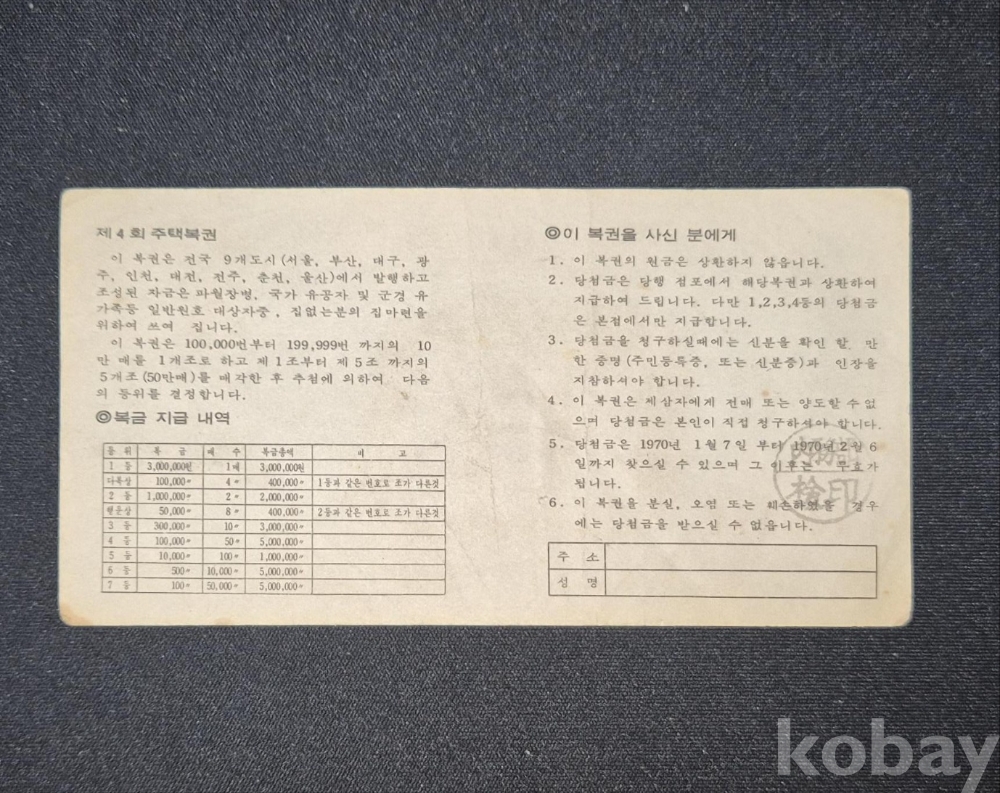 제 4 회 주택복권
이 복권은 전국 9개도시(서울, 부산, 대구, 광
주, 인천, 대전, 전주, 춘천, 울산)에서 발행하고
조성된 자금은 파월장병, 국가 유공자 및 군경 유
가족등 일반원호 대상자중, 집없는분의 집마련을
위하여 쓰여 집니다.
이 복권은 100,000번부터 199,999번 까지의 10
만 매를 1개조로 하고 제1조부터 제5조 까지의
5개조 (50만매)를 매각한 후 추첨에 의하여 다음
의 등위를 결정합니다.
◎복금 지급 내역
등 위 복 금 매 수 복금총액 비 고
1 등 3,000,000원 1매 3,000,000원
다복상 100,000〃 4〃 400,000〃 1등과 같은 번호로 조가 다른것
2 등 1,000,000〃 2〃 2,000,000〃
행운상 50,000〃 8〃 400,000〃 2등과 같은 번호로 조가 다른것
3 등 300,000〃 10〃 3,000,000〃
4 등 100,000〃 50〃 5,000,000〃
5 등 10,000〃 100〃 1,000,000〃
6 등 500〃 10,000〃 5,000,000〃
7 등 100〃 50,000〃 5,000,000〃
◎이 복권을 사신 분에게
1. 이 복권의 원금은 상환하지 않읍니다.
2. 당첨금은 당행 점포에서 해당복권과 상환하여
지급하여 드립니다. 다만 1,2,3,4등의 당첨금
은 본점에서만 지급합니다.
3. 당첨금을 청구하실때에는 신분을 확인 할 만
한 증명 (주민등록증, 또는 신분증)과 인장을
지참하셔야 합니다.
4. 이 복권은 제삼자에게 전매 또는 양도할 수 없
으며 당첨금은 본인이 직접 청구하셔야 합니다.
5. 당첨금은 1970년 1월 7일 부터 1970년 2월 6
일까지 찾으실 수 있으며 그 이후는 무효가
됩니다.
6. 이 복권을 분실, 오염 또는 훼손하였을 경우
에는 당첨금을 받으실 수 없읍니다.
檢印
주 소
성 명
kobay